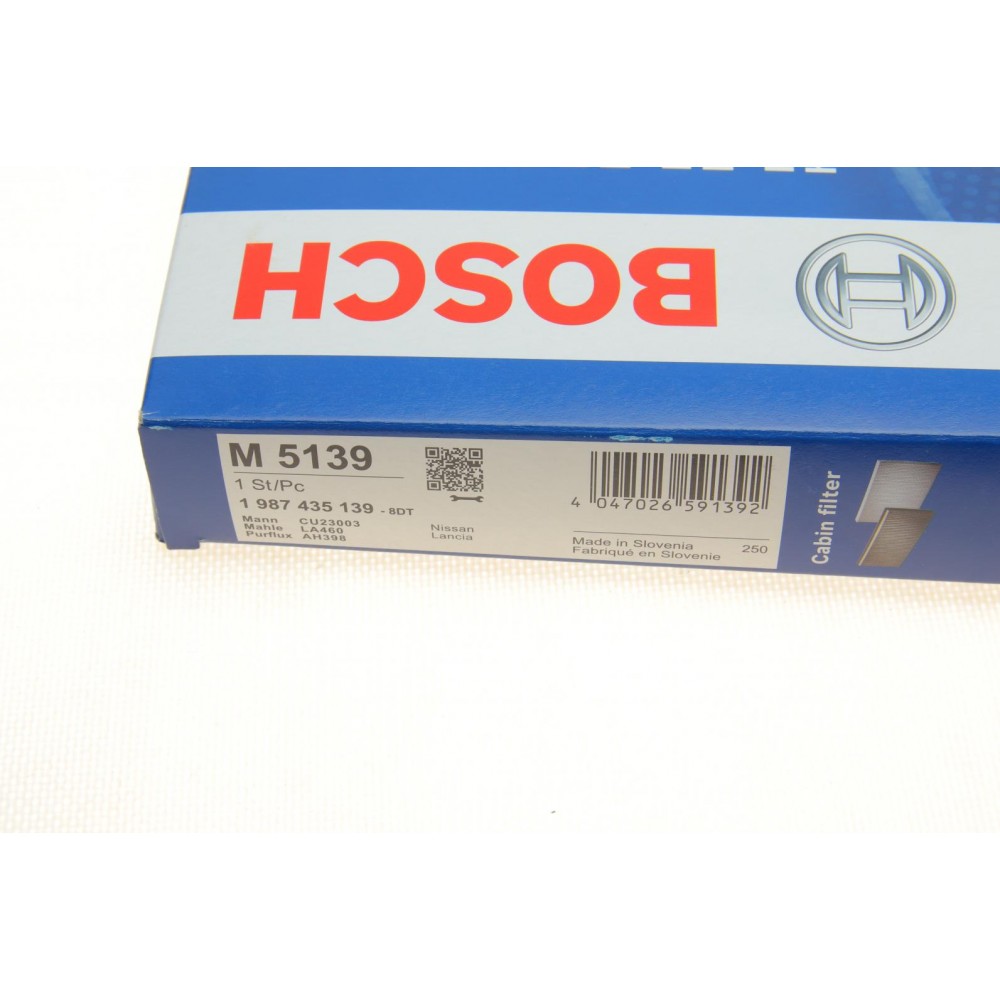 BOSCH
M 5139
1 St/Pc
1 987 435 139 - 8DT
Mann CU23003
Mahle LA460
Purflux AH398
Nissan
Lancia
4 047026 591392
Made in Slovenia
Fabriqué en Slovenie 250
Cabin filter